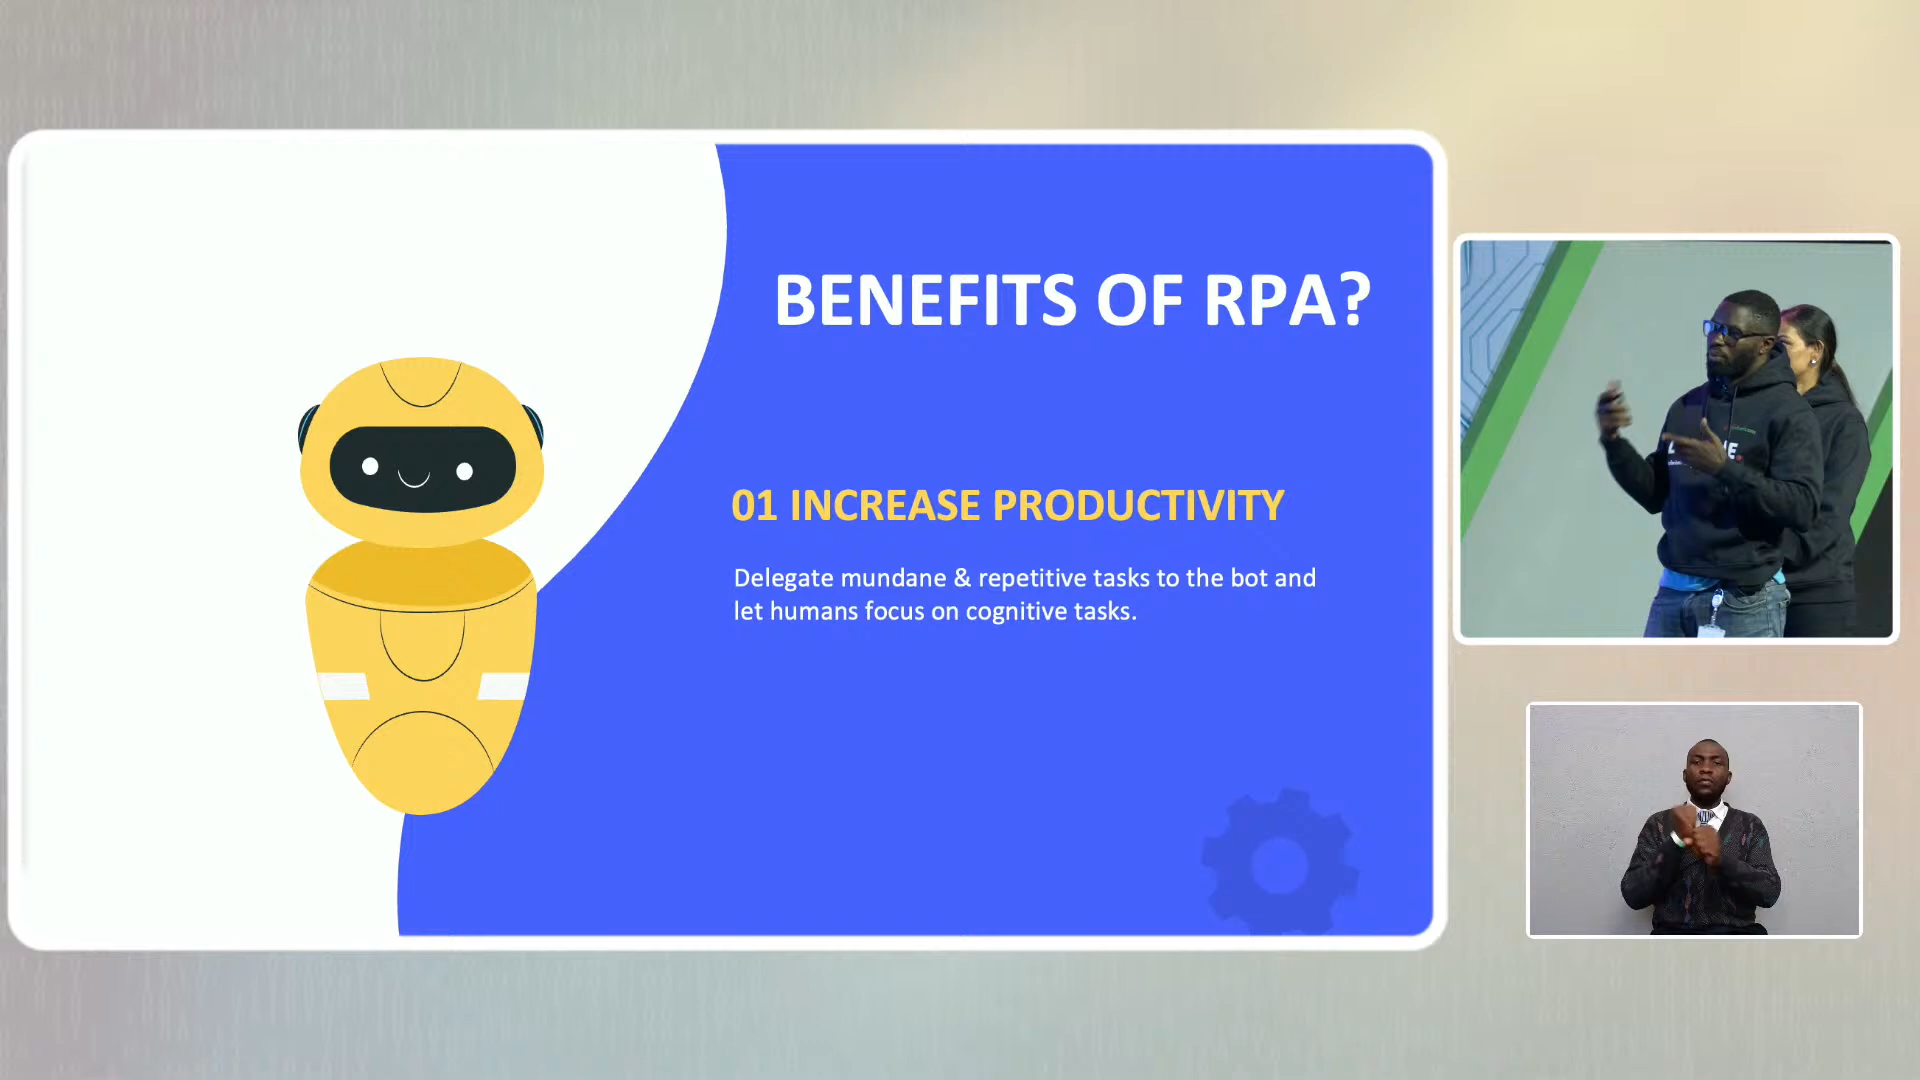 BENEFITS OF RPA?
01 INCREASE PRODUCTIVITY
Delegate mundane & repetitive tasks to the bot and
let humans focus on cognitive tasks.